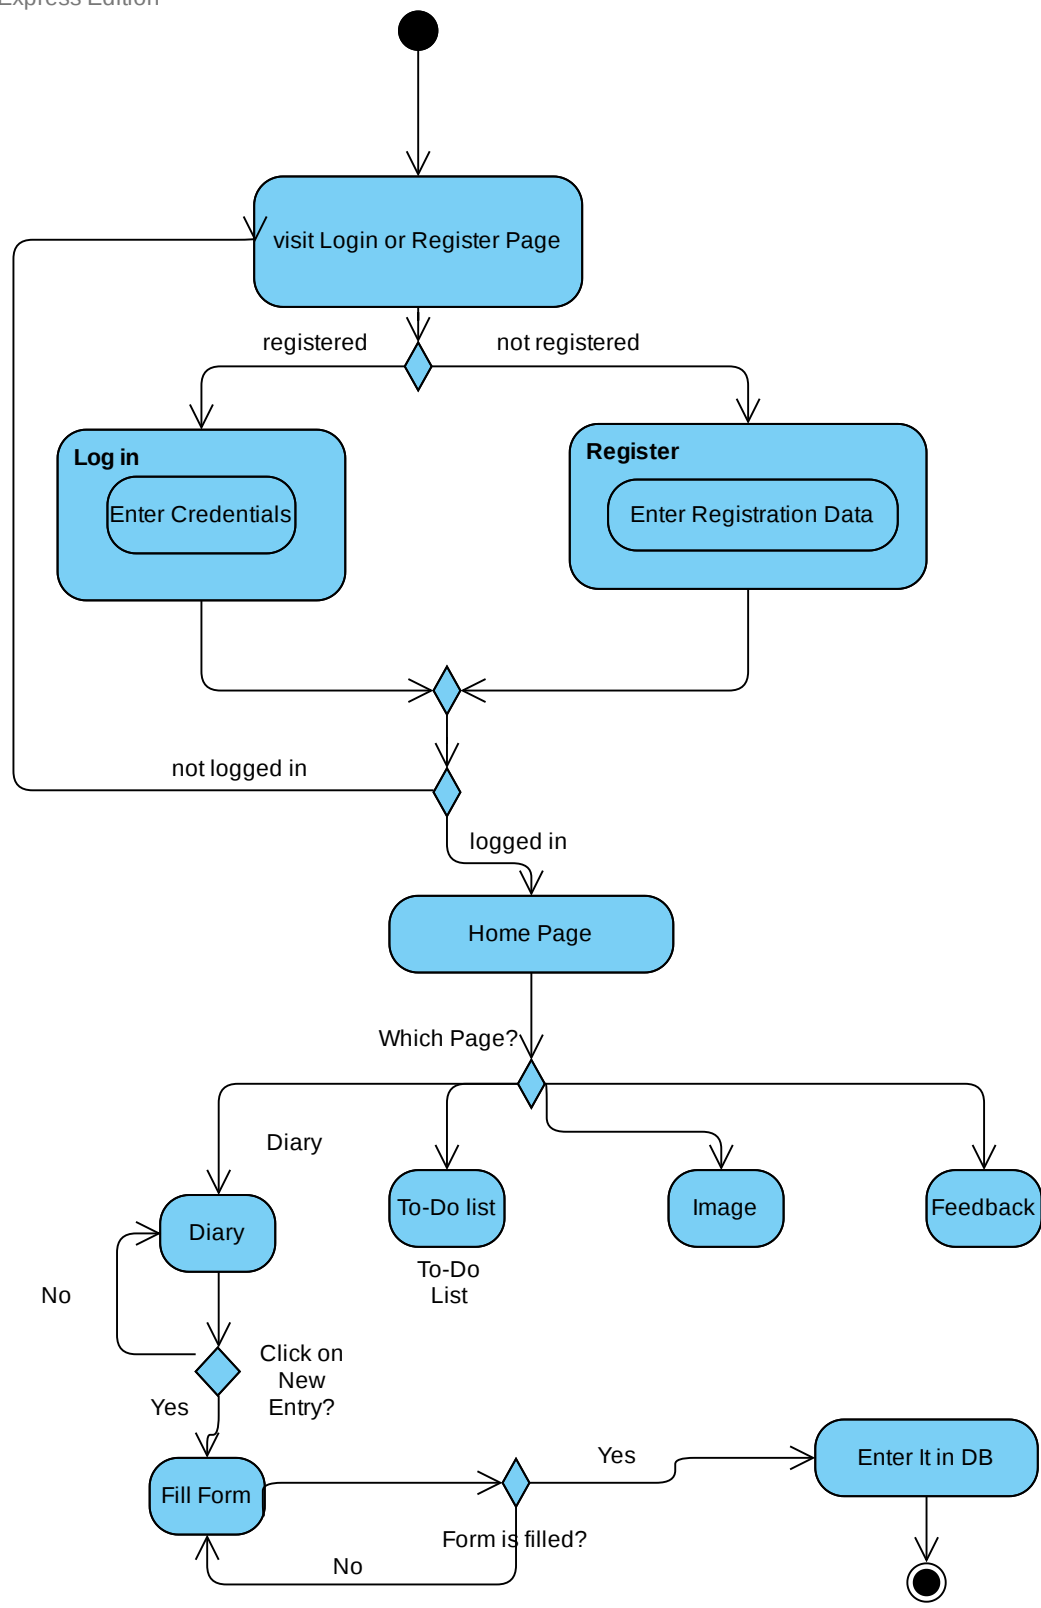 Express Edition
visit Login or Register Page
registered
not registered
Log in
Enter Credentials
Register
Enter Registration Data
not logged in
logged in
Home Page
Which Page?
Diary
To-Do list
Image
Feedback
Diary
To-Do
List
No
Click on
New
Entry?
Yes
Fill Form
Yes
Enter It in DB
Form is filled?
No